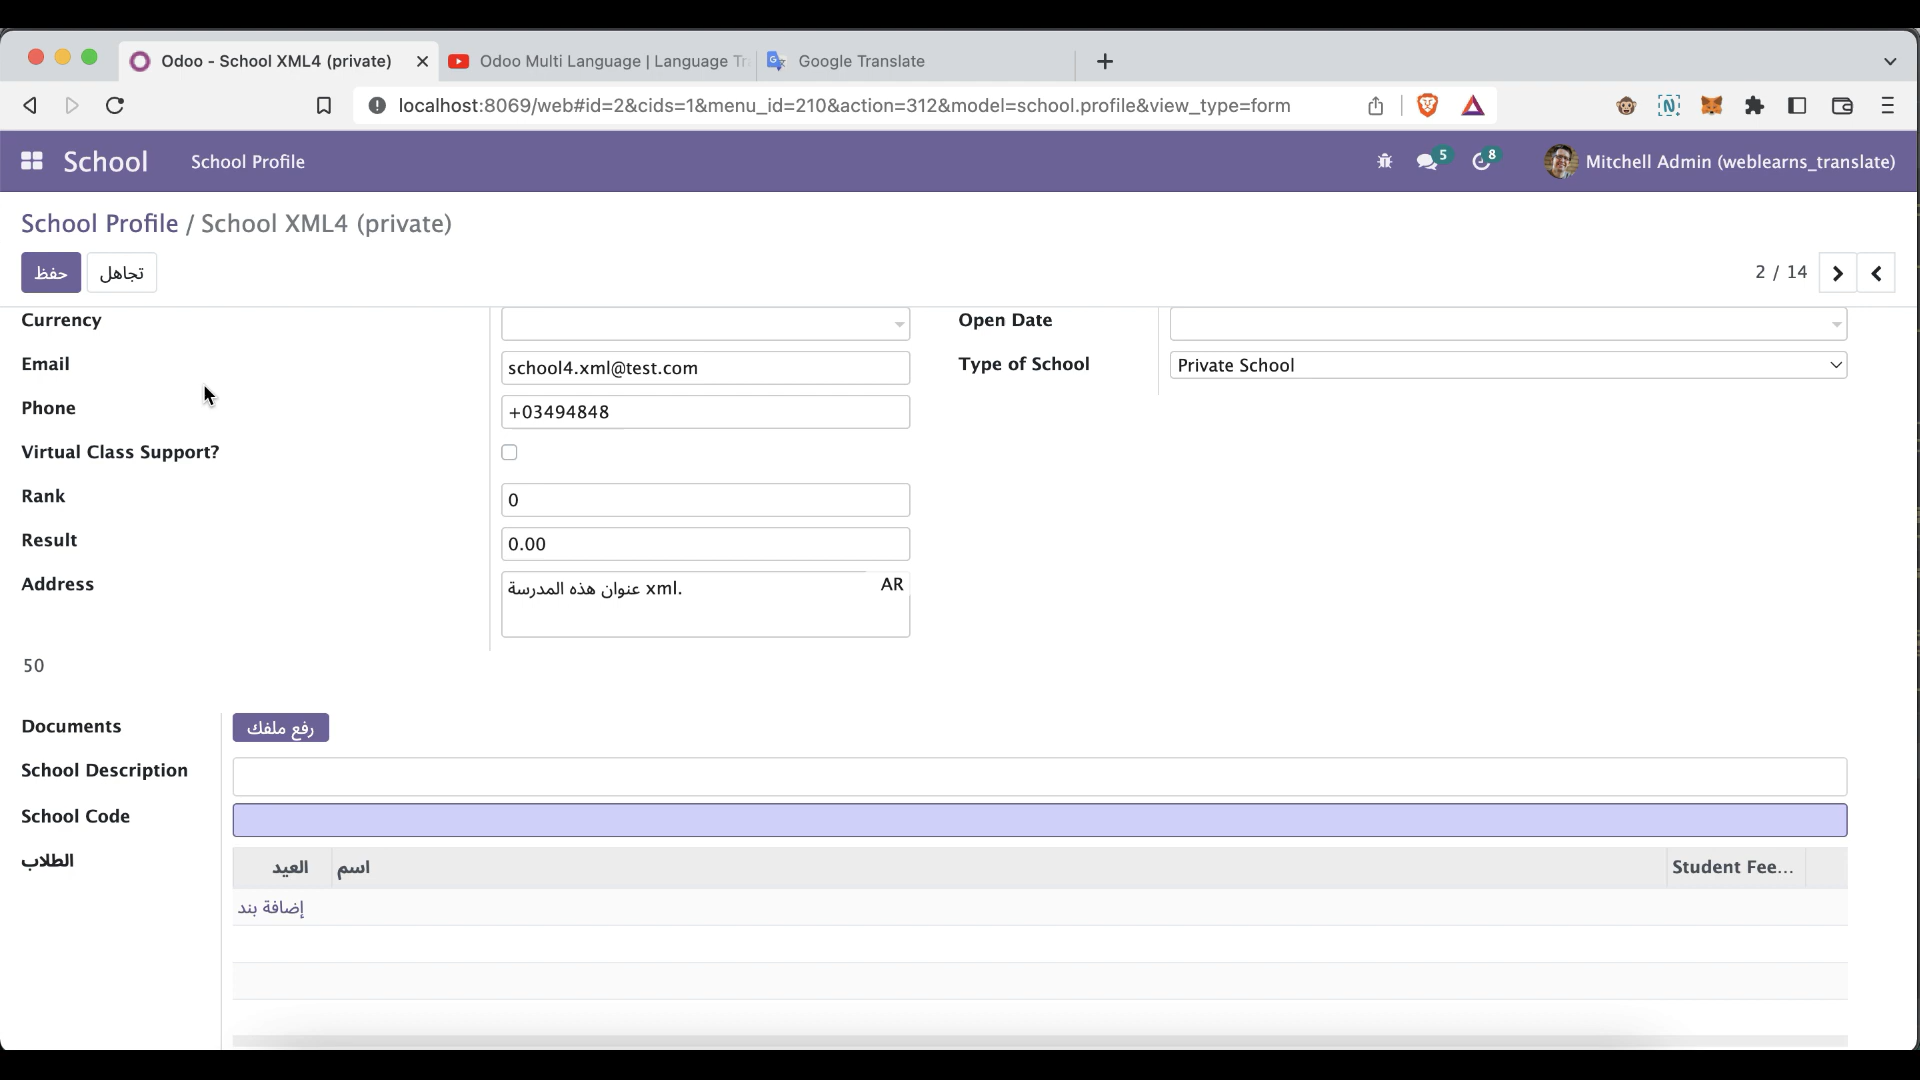 Odoo - School XML4 (private)
Odoo Multi Language | Language Tr
Google Translate
localhost:8069/web#id=2&cids=1&menu_id=210&action=312&model=school.profile&view_type=form
School
School Profile
5
8
Mitchell Admin (weblearns_translate)
School Profile / School XML4 (private)
حفظ
تجاهل
2 / 14
Currency
Open Date
Email
school4.xml@test.com
Type of School
Private School
Phone
+03494848
Virtual Class Support?
Rank
0
Result
0.00
Address
عنوان هذه المدرسة xml.
AR
50
Documents
رفع ملفك
School Description
School Code
الطلاب
العيد
اسم
Student Fee...
إضافة بند